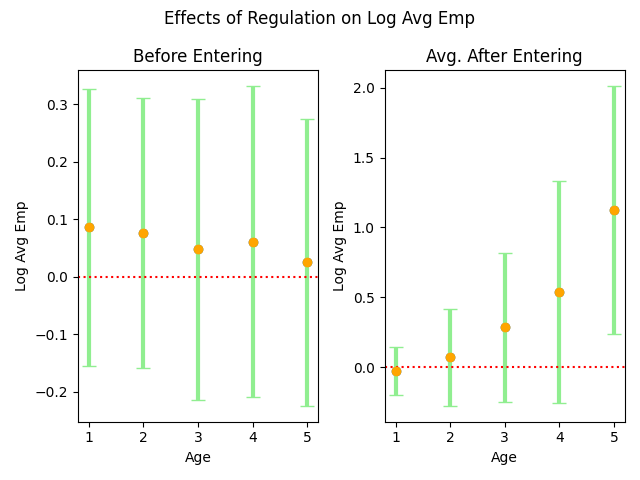 Effects of Regulation on Log Avg Emp
Before Entering
Log Avg Emp
0.3
0.2
0.1
0.0
−0.1
−0.2
1 2 3 4 5
Age
Avg. After Entering
Log Avg Emp
2.0
1.5
1.0
0.5
0.0
1 2 3 4 5
Age